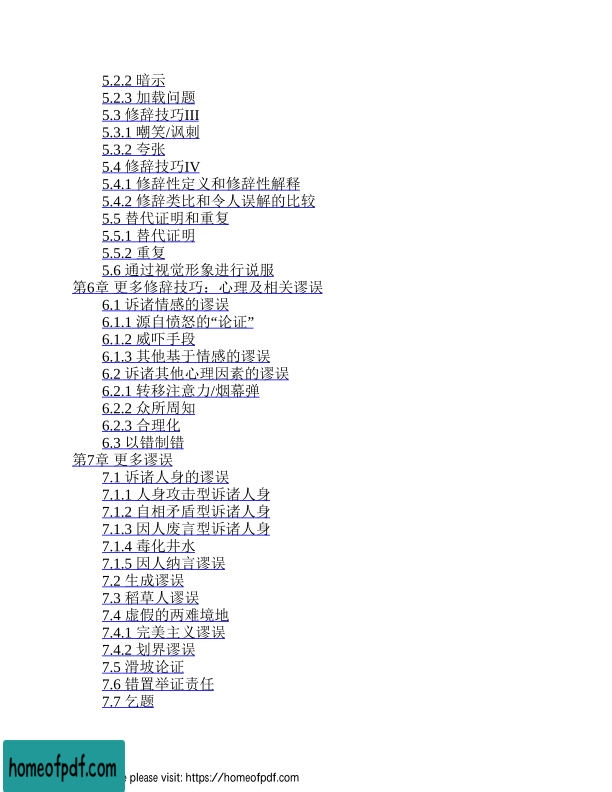 5.2.2 暗示
5.2.3 加载问题
5.3 修辞技巧III
5.3.1 嘲笑/讽刺
5.3.2 夸张
5.4 修辞技巧IV
5.4.1 修辞性定义和修辞性解释
5.4.2 修辞类比和令人误解的比较
5.5 替代证明和重复
5.5.1 替代证明
5.5.2 重复
5.6 通过视觉形象进行说服
第6章 更多修辞技巧：心理及相关谬误
6.1 诉诸情感的谬误
6.1.1 源自愤怒的“论证”
6.1.2 威吓手段
6.1.3 其他基于情感的谬误
6.2 诉诸其他心理因素的谬误
6.2.1 转移注意力/烟幕弹
6.2.2 众所周知
6.2.3 合理化
6.3 以错制错
第7章 更多谬误
7.1 诉诸人身的谬误
7.1.1 人身攻击型诉诸人身
7.1.2 自相矛盾型诉诸人身
7.1.3 因人废言型诉诸人身
7.1.4 毒化井水
7.1.5 因人纳言谬误
7.2 生成谬误
7.3 稻草人谬误
7.4 虚假的两难境地
7.4.1 完美主义谬误
7.4.2 划界谬误
7.5 滑坡论证
7.6 错置举证责任
7.7 乞题
homeofpdf.com
please visit: https://homeofpdf.com